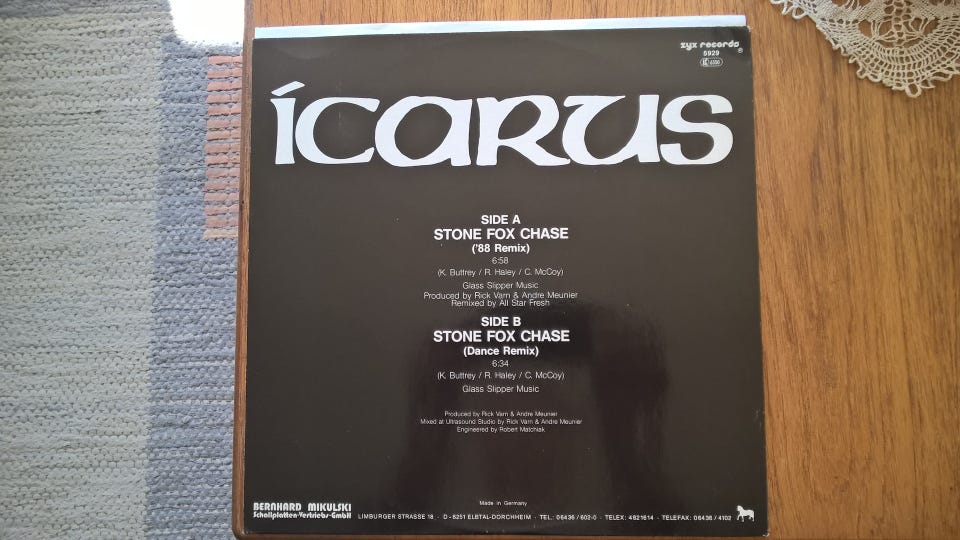 zyx records
5929
ícarus
SIDE A
STONE FOX CHASE
('88 Remix)
6:58
(K. Buttrey / R. Haley / C. McCoy)
Glass Slipper Music
Produced by Rick Varn & Andre Meunier
Remixed by All Star Fresh
SIDE B
STONE FOX CHASE
(Dance Remix)
6:34
(K. Buttrey / R. Haley / C. McCoy)
Glass Slipper Music
Produced by Rick Varn & Andre Meunier
Mixed at Ultrasound Studio by Rick Varn & Andre Meunier
Engineered by Robert Matchiak
Made in Germany
BERNHARD MIKULSKI
Schallplatten-Vertriebs-GmbH LIMBURGER STRASSE 18 · D-6251 ELBTAL-DORCHHEIM · TEL.: 06436 / 602-0 · TELEX: 4821614 · TELEFAX: 06436 / 4102